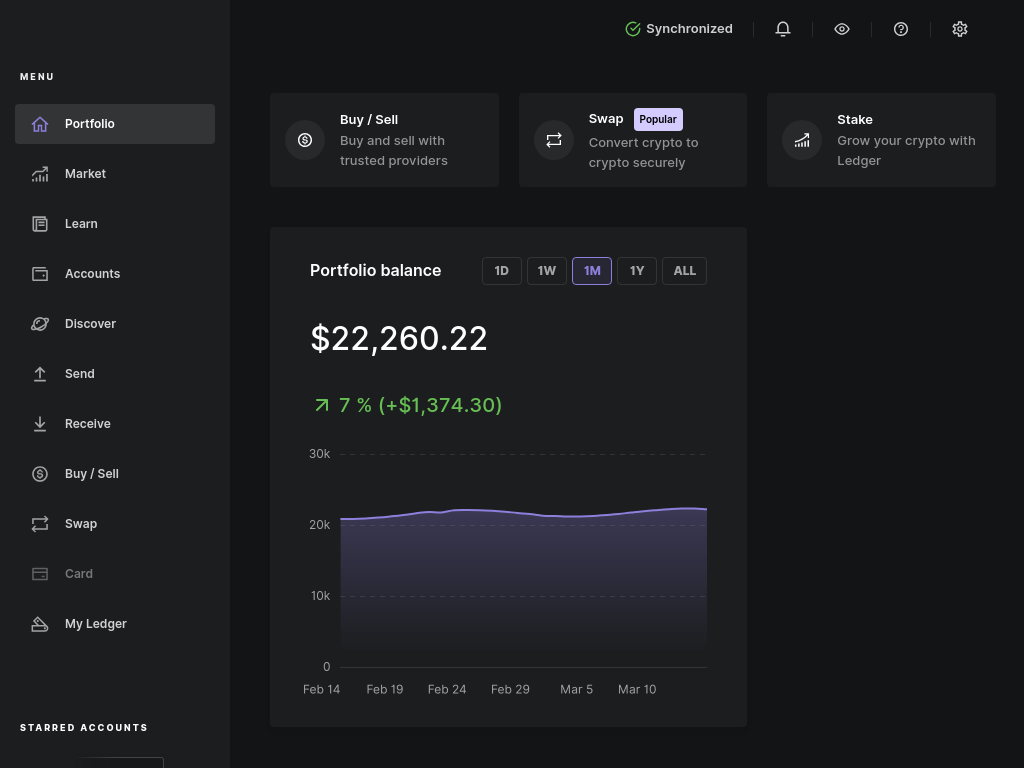 Synchronized
MENU
Portfolio
Market
Learn
Accounts
Discover
Send
Receive
Buy / Sell
Swap
Card
My Ledger
STARRED ACCOUNTS
Buy / Sell
Buy and sell with
trusted providers
Swap Popular
Convert crypto to
crypto securely
Stake
Grow your crypto with
Ledger
Portfolio balance
1D 1W 1M 1Y ALL
$22,260.22
7 % (+$1,374.30)
30k
20k
10k
0
Feb 14 Feb 19 Feb 24 Feb 29 Mar 5 Mar 10